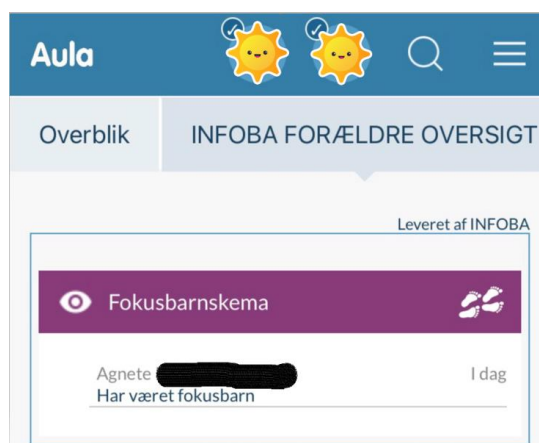 Aula
Overblik
INFOBA FORÆLDRE OVERSIGT
Leveret af INFOBA
Fokusbarnskema
Agnete
I dag
Har været fokusbarn